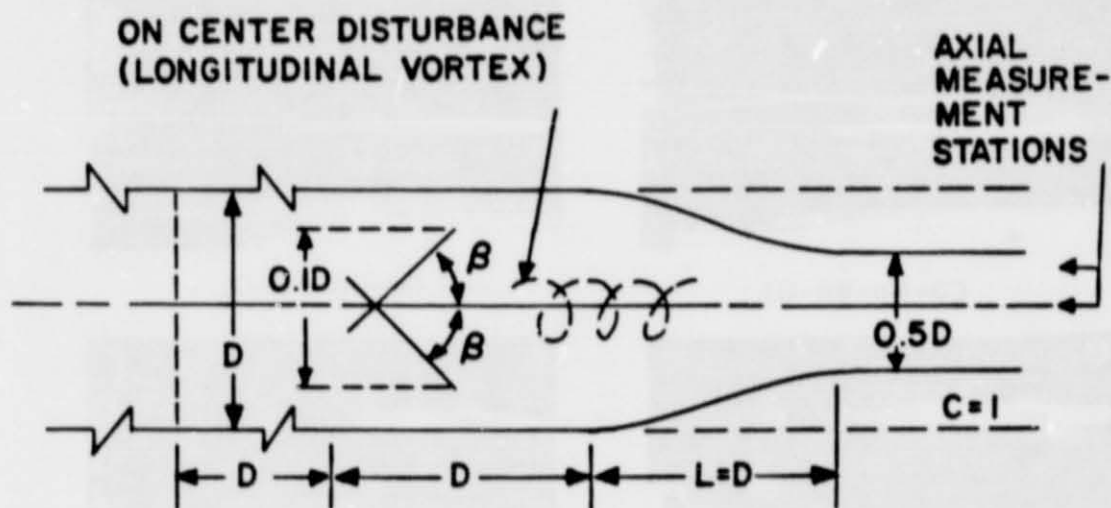 ON CENTER DISTURBANCE
(LONGITUDINAL VORTEX)
AXIAL
MEASURE-
MENT
STATIONS
β
0.1D
D
β
0.5D
C=1
D
D
L=D